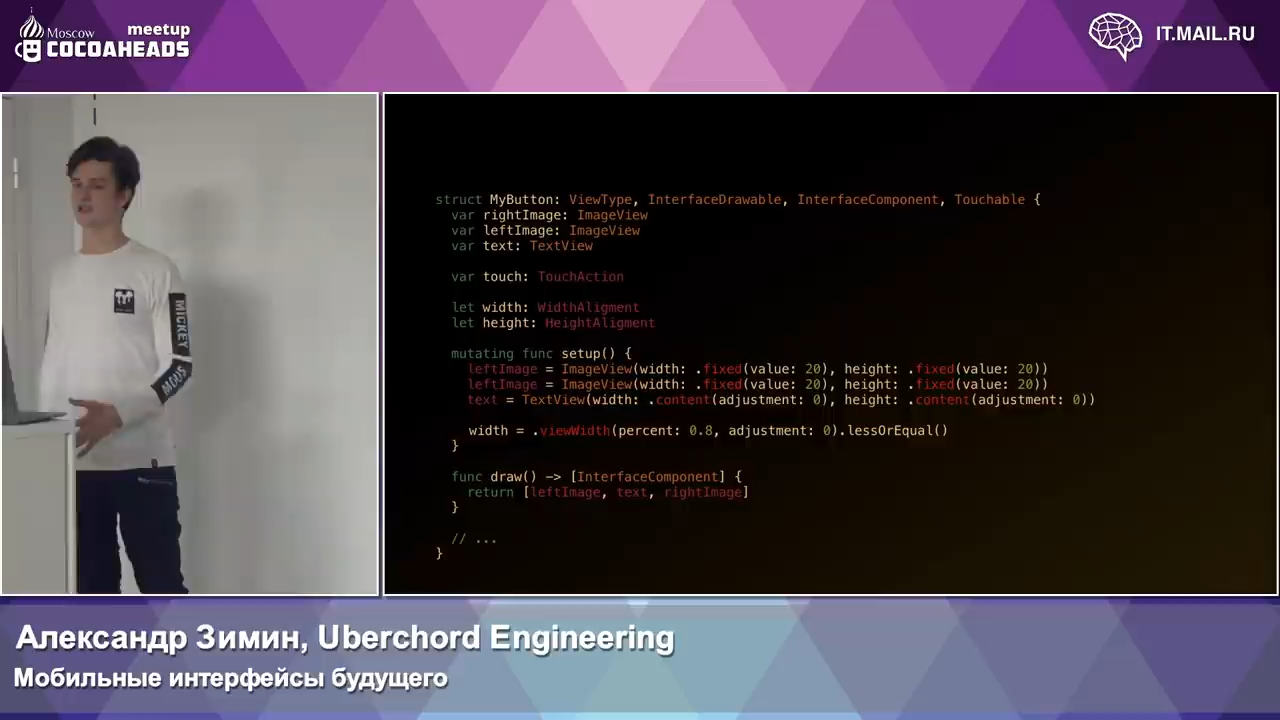 Moscow meetup
COCOAHEADS
IT.MAIL.RU
MICKEY
MOUS
struct MyButton: ViewType, InterfaceDrawable, InterfaceComponent, Touchable {
var rightImage: ImageView
var leftImage: ImageView
var text: TextView
var touch: TouchAction
let width: WidthAligment
let height: HeightAligment
mutating func setup() {
leftImage = ImageView(width: .fixed(value: 20), height: .fixed(value: 20))
leftImage = ImageView(width: .fixed(value: 20), height: .fixed(value: 20))
text = TextView(width: .content(adjustment: 0), height: .content(adjustment: 0))
width = .viewWidth(percent: 0.8, adjustment: 0).lessOrEqual()
}
func draw() -> [InterfaceComponent] {
return [leftImage, text, rightImage]
}
// ...
}
Александр Зимин, Uberchord Engineering
Мобильные интерфейсы будущего